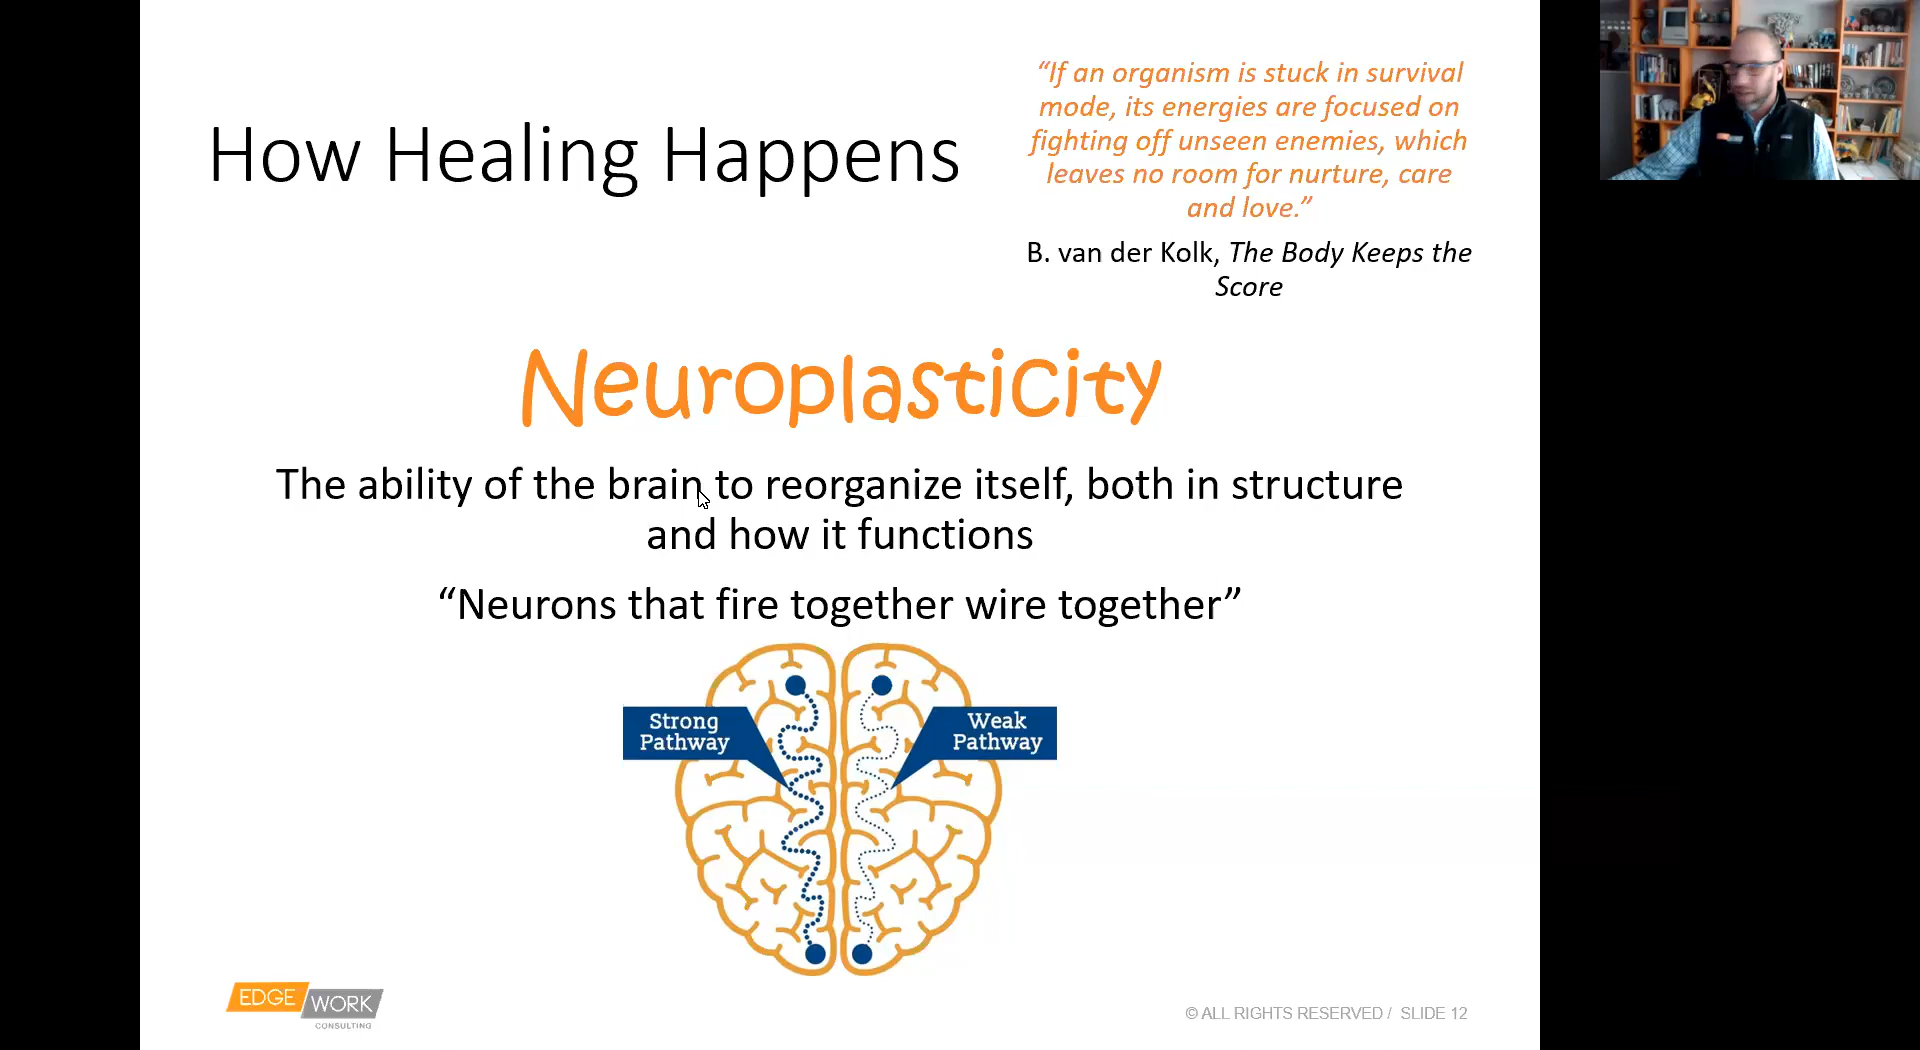 How Healing Happens
“If an organism is stuck in survival
mode, its energies are focused on
fighting off unseen enemies, which
leaves no room for nurture, care
and love.”
B. van der Kolk, The Body Keeps the
Score
Neuroplasticity
The ability of the brain to reorganize itself, both in structure
and how it functions
“Neurons that fire together wire together”
Strong
Pathway
Weak
Pathway
EDGE WORK
CONSULTING
© ALL RIGHTS RESERVED / SLIDE 12